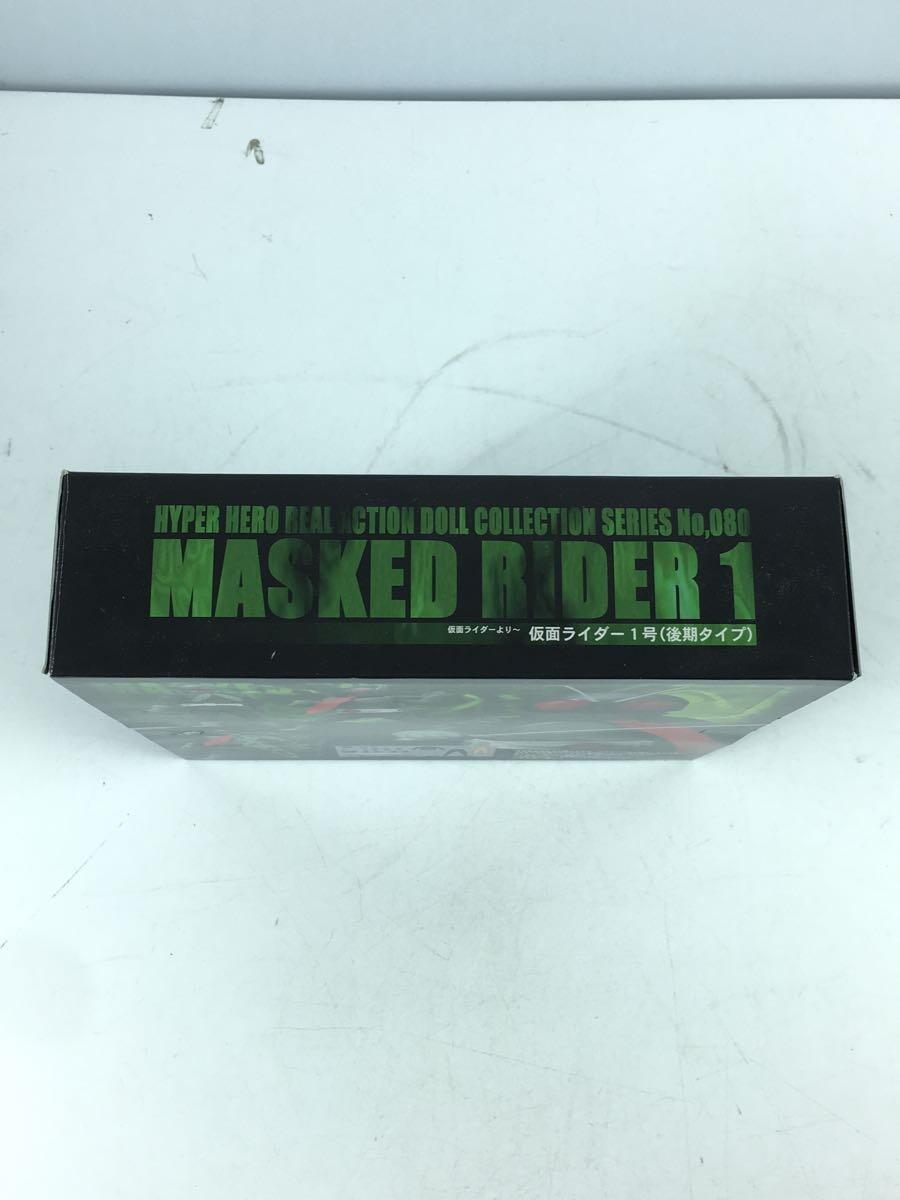 HYPER HERO REAL ACTION DOLL COLLECTION SERIES No,080
MASKED RIDER 1
仮面ライダーより〜 仮面ライダー1号(後期タイプ)